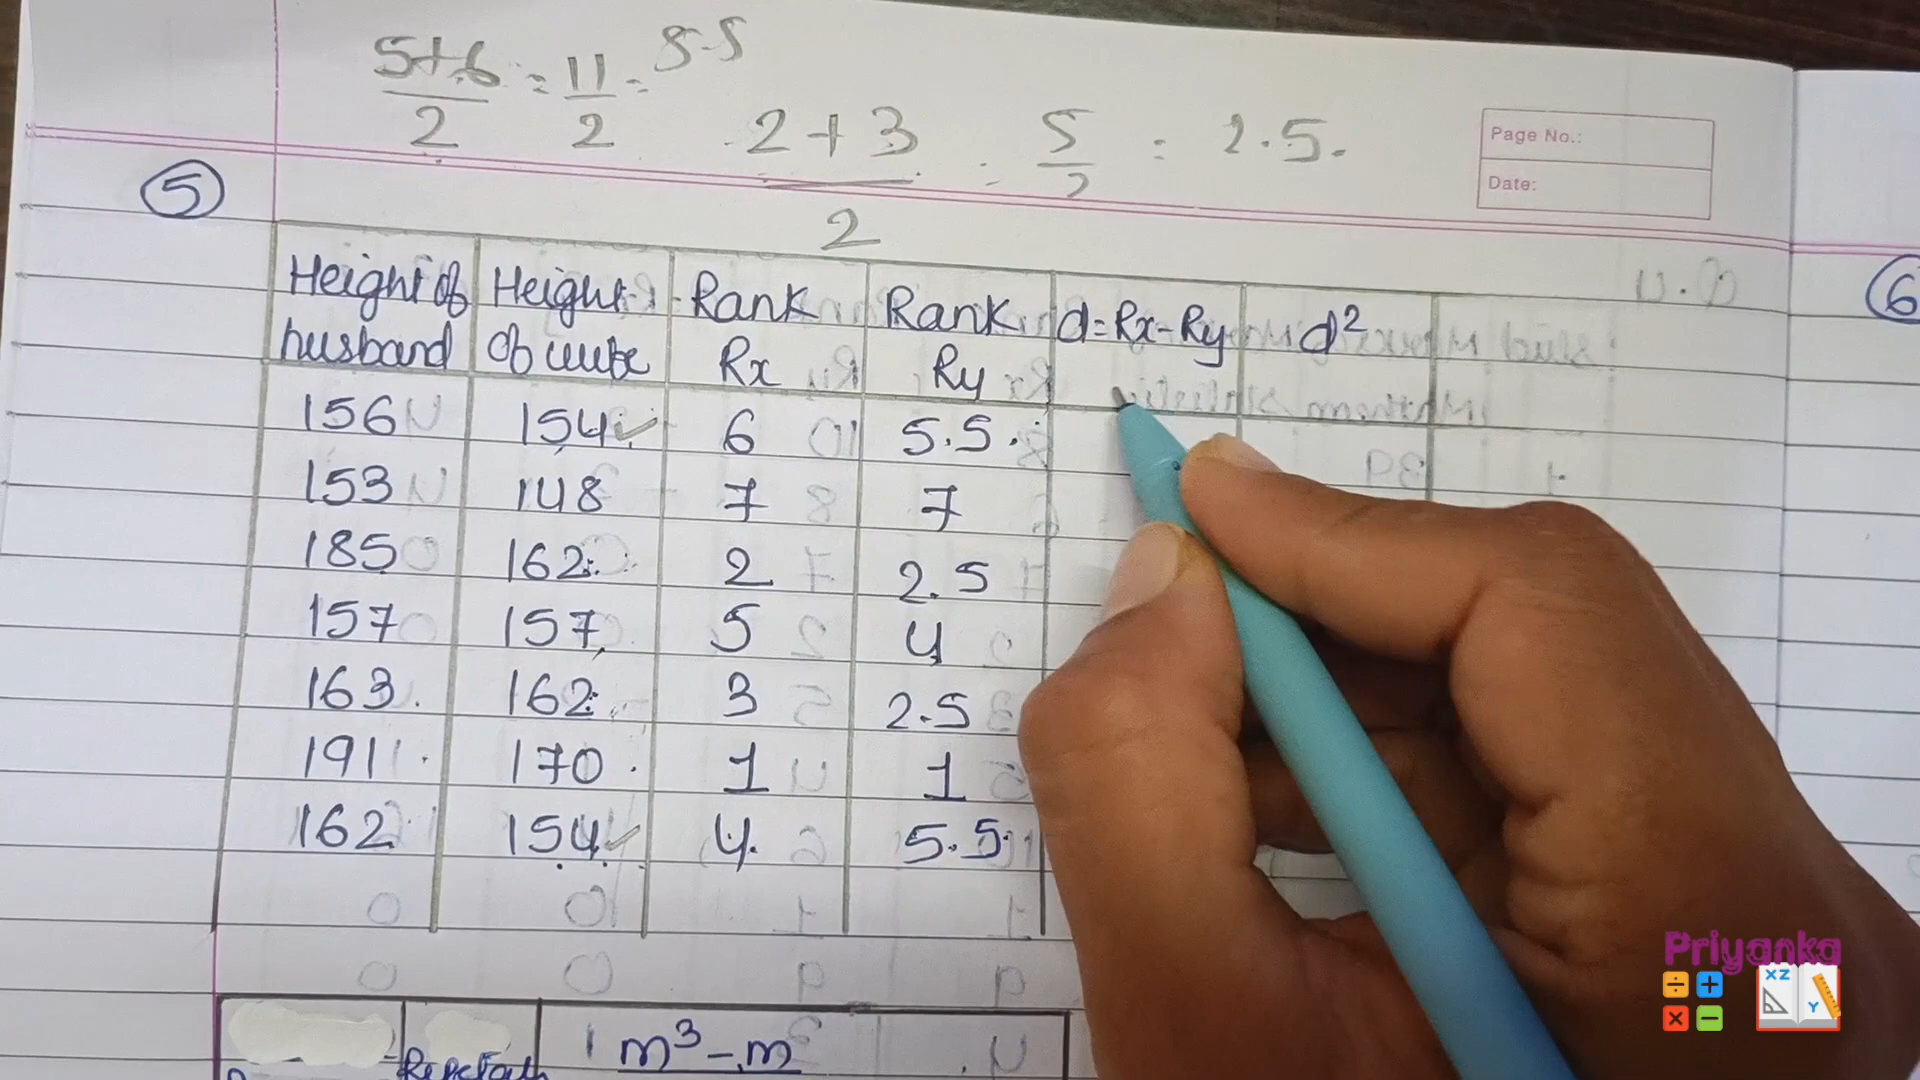 5+6/2 = 11/2 = 5.5
2+3/2 = 5/2 = 2.5.
Page No.:
Date:
5
6
Height of husband | Height of wife | Rank Rx | Rank Ry | d=Rx-Ry | d²
156 | 154 | 6 | 5.5
153 | 148 | 7 | 7
185 | 162 | 2 | 2.5
157 | 157 | 5 | 4
163 | 162 | 3 | 2.5
191 | 170 | 1 | 1
162 | 154 | 4 | 5.5
m³-m
Priyanka
XZ
Y